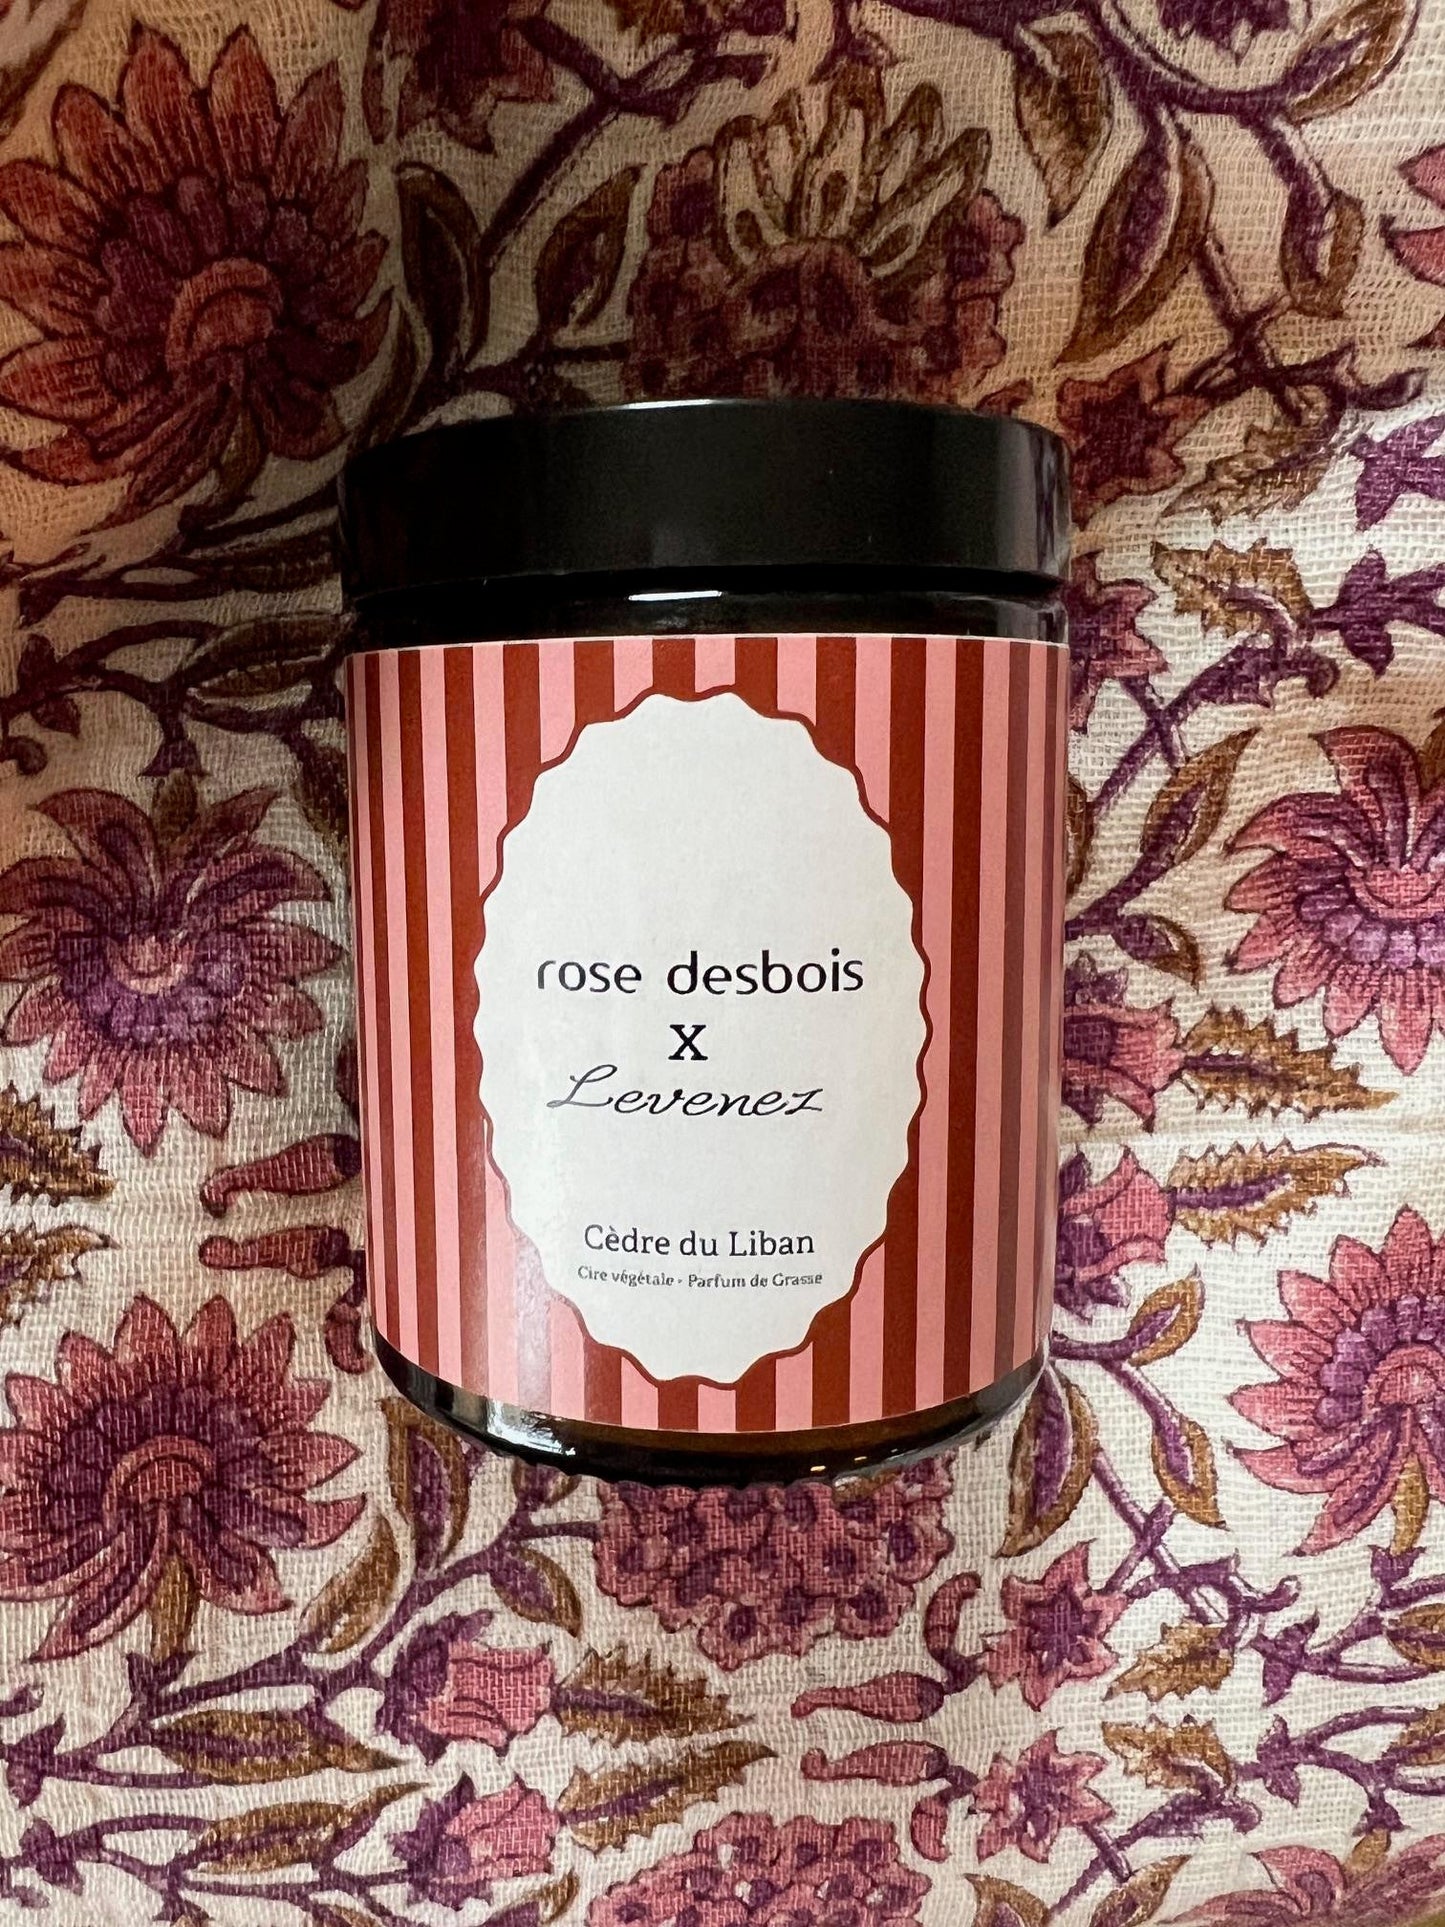 rose desbois
X
Levenez
Cèdre du Liban
Cire végétale - Parfum de Grasse